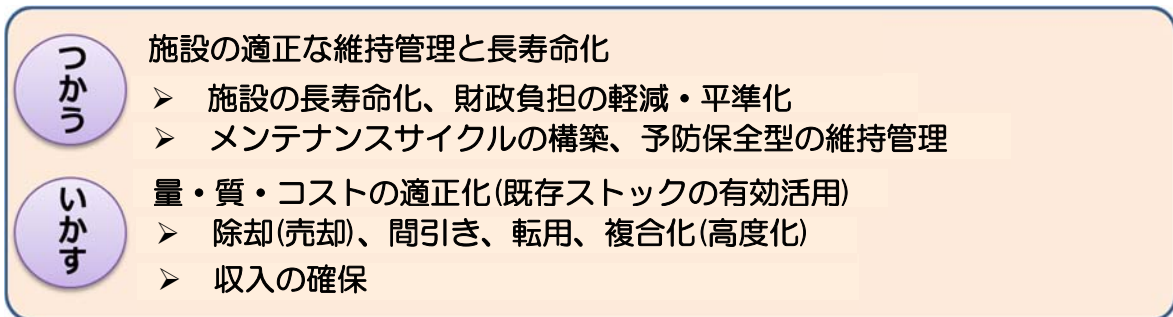 つかう
施設の適正な維持管理と長寿命化
➢ 施設の長寿命化、財政負担の軽減・平準化
➢ メンテナンスサイクルの構築、予防保全型の維持管理
いかす
量・質・コストの適正化(既存ストックの有効活用)
➢ 除却(売却)、間引き、転用、複合化(高度化)
➢ 収入の確保